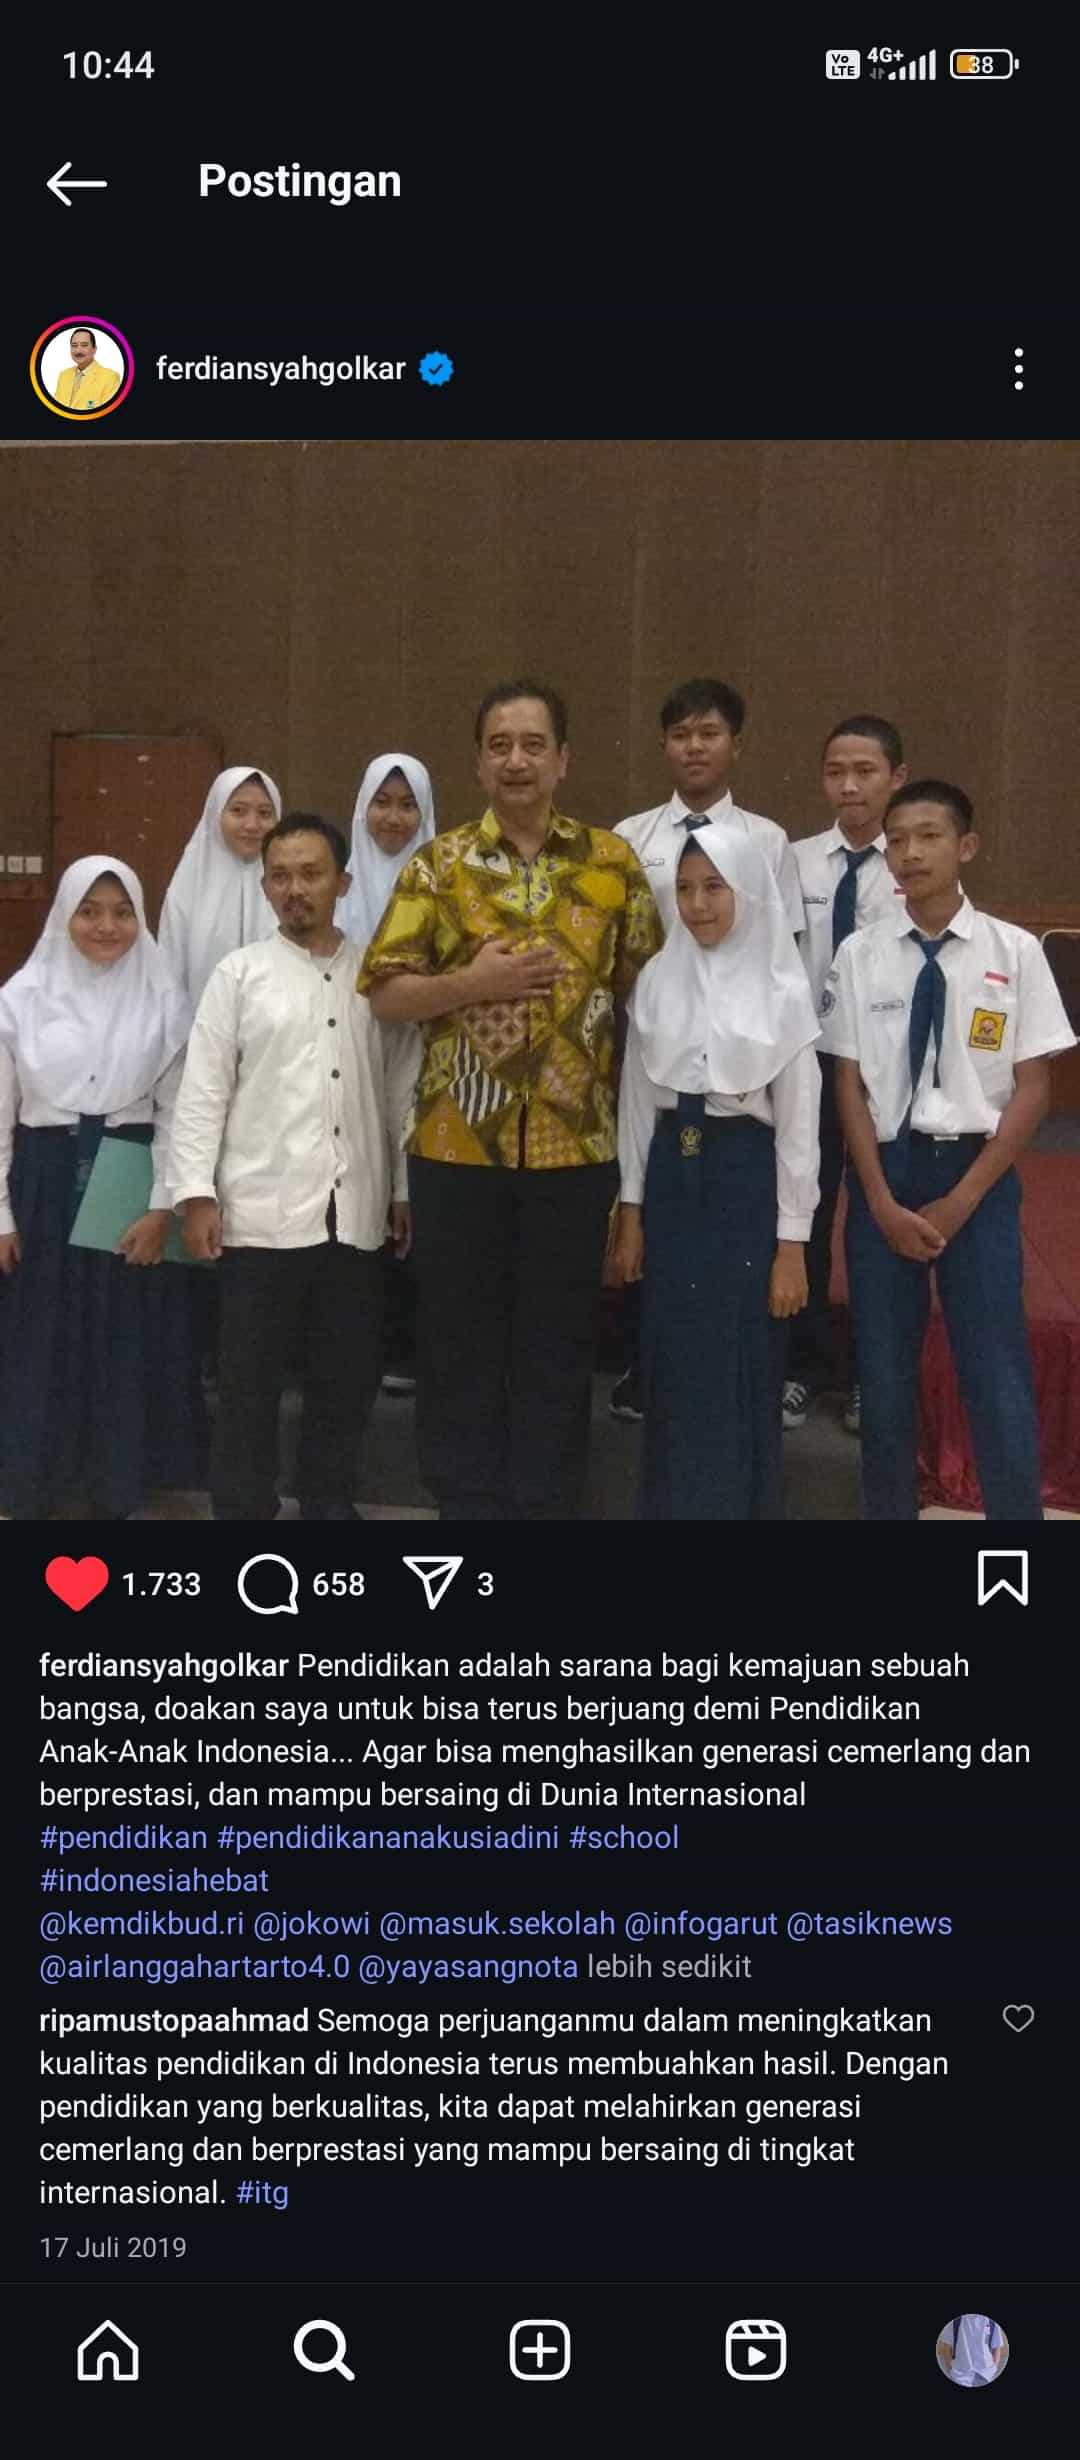 10:44
Vo LTE 4G+ 38
Postingan
ferdiansyahgolkar
1.733 658 3
ferdiansyahgolkar Pendidikan adalah sarana bagi kemajuan sebuah
bangsa, doakan saya untuk bisa terus berjuang demi Pendidikan
Anak-Anak Indonesia... Agar bisa menghasilkan generasi cemerlang dan
berprestasi, dan mampu bersaing di Dunia Internasional
#pendidikan #pendidikananakusiadini #school
#indonesiahebat
@kemdikbud.ri @jokowi @masuk.sekolah @infogarut @tasiknews
@airlanggahartarto4.0 @yayasangnota lebih sedikit
ripamustopaahmad Semoga perjuanganmu dalam meningkatkan
kualitas pendidikan di Indonesia terus membuahkan hasil. Dengan
pendidikan yang berkualitas, kita dapat melahirkan generasi
cemerlang dan berprestasi yang mampu bersaing di tingkat
internasional. #itg
17 Juli 2019